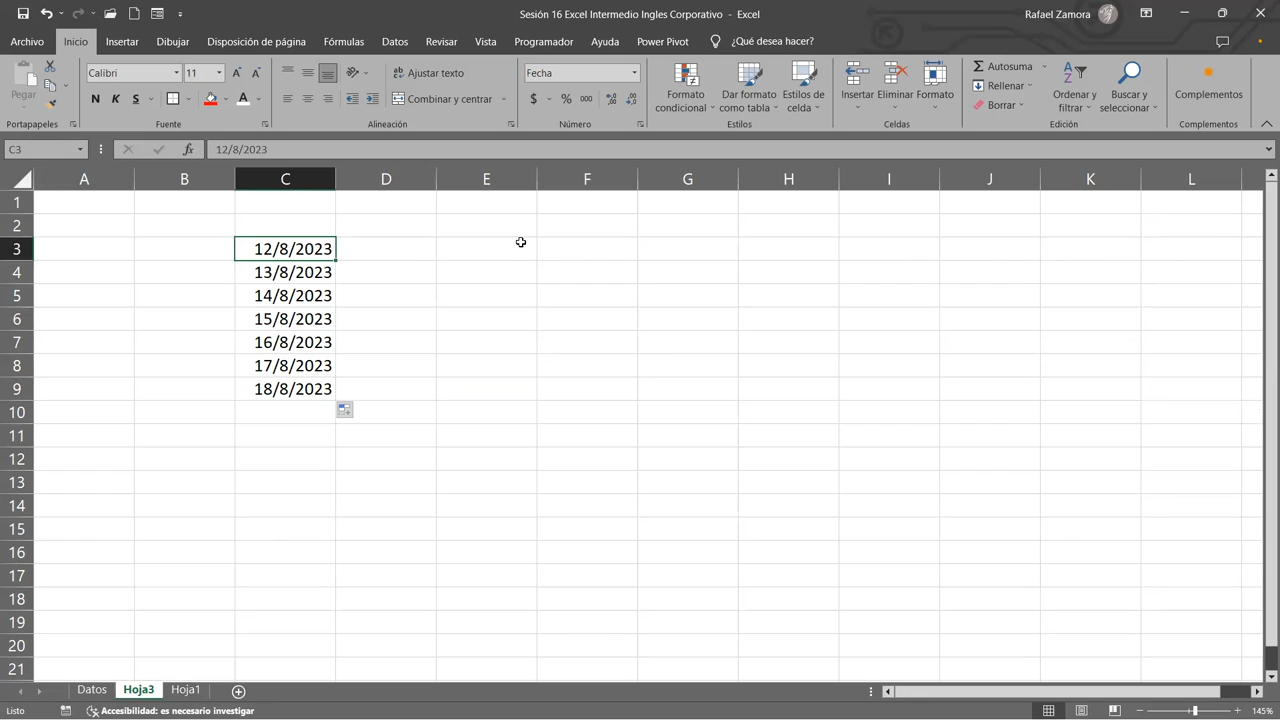 Sesión 16 Excel Intermedio Ingles Corporativo - Excel
Rafael Zamora
Archivo Inicio Insertar Dibujar Disposición de página Fórmulas Datos Revisar Vista Programador Ayuda Power Pivot ¿Qué desea hacer?
Pegar
Portapapeles
Calibri 11
N K S
Fuente
Ajustar texto
Combinar y centrar
Alineación
Fecha
$ % 000
Número
Formato condicional
Dar formato como tabla
Estilos de celda
Estilos
Insertar Eliminar Formato
Celdas
Autosuma
Rellenar
Borrar
Ordenar y filtrar
Buscar y seleccionar
Edición
Complementos
Complementos
C3 fx 12/8/2023
A B C D E F G H I J K L
1
2
3 12/8/2023
4 13/8/2023
5 14/8/2023
6 15/8/2023
7 16/8/2023
8 17/8/2023
9 18/8/2023
10
11
12
13
14
15
16
17
18
19
20
21
Datos Hoja3 Hoja1
Listo Accesibilidad: es necesario investigar 145%